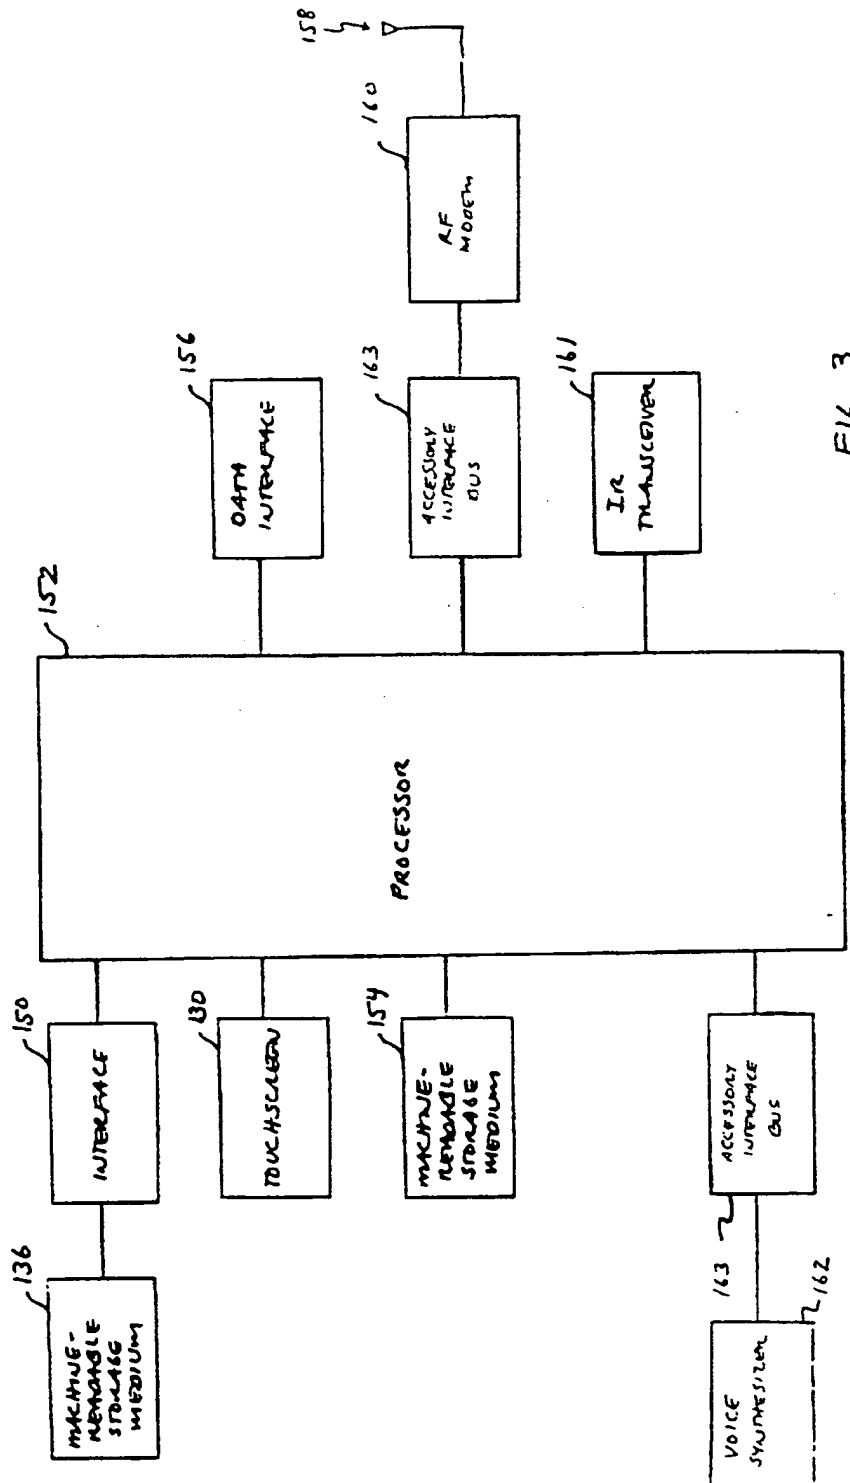 158
160
RF
MODEM
156
DATA
INTERFACE
163
ACCESSORY
INTERFACE
BUS
161
IR
TRANSCEIVER
FIG. 3
152
PROCESSOR
150
INTERFACE
130
TOUCHSCREEN
154
MACHINE-
READABLE
STORAGE
MEDIUM
ACCESSORY
INTERFACE
BUS
163
136
MACHINE-
READABLE
STORAGE
MEDIUM
162
VOICE
SYNTHESIZER